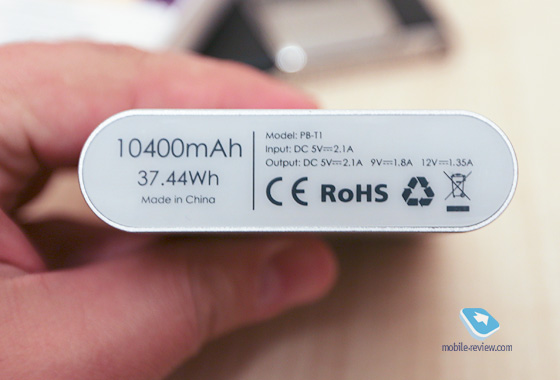 10400mAh
37.44Wh
Made in China
Model: PB-T1
Input: DC 5V⎓2.1A
Output: DC 5V⎓2.1A 9V⎓1.8A 12V⎓1.35A
CE RoHS
mobile-review.com